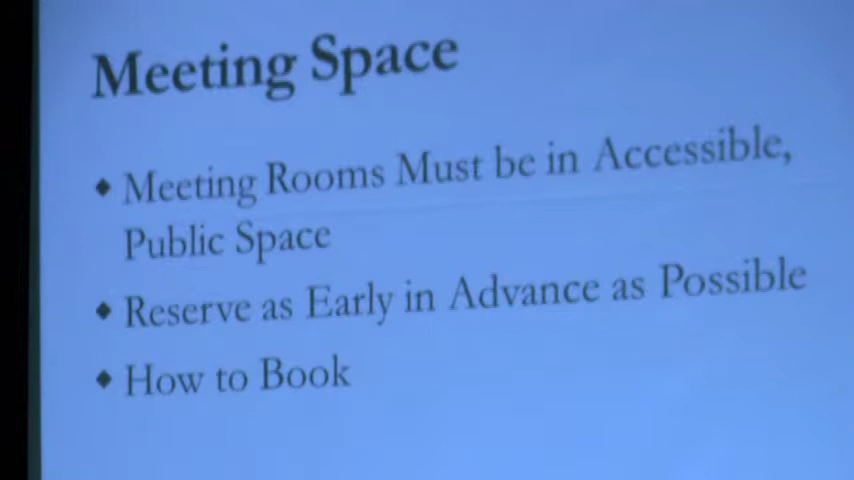 Meeting Space
◆ Meeting Rooms Must be in Accessible,
Public Space
◆ Reserve as Early in Advance as Possible
◆ How to Book